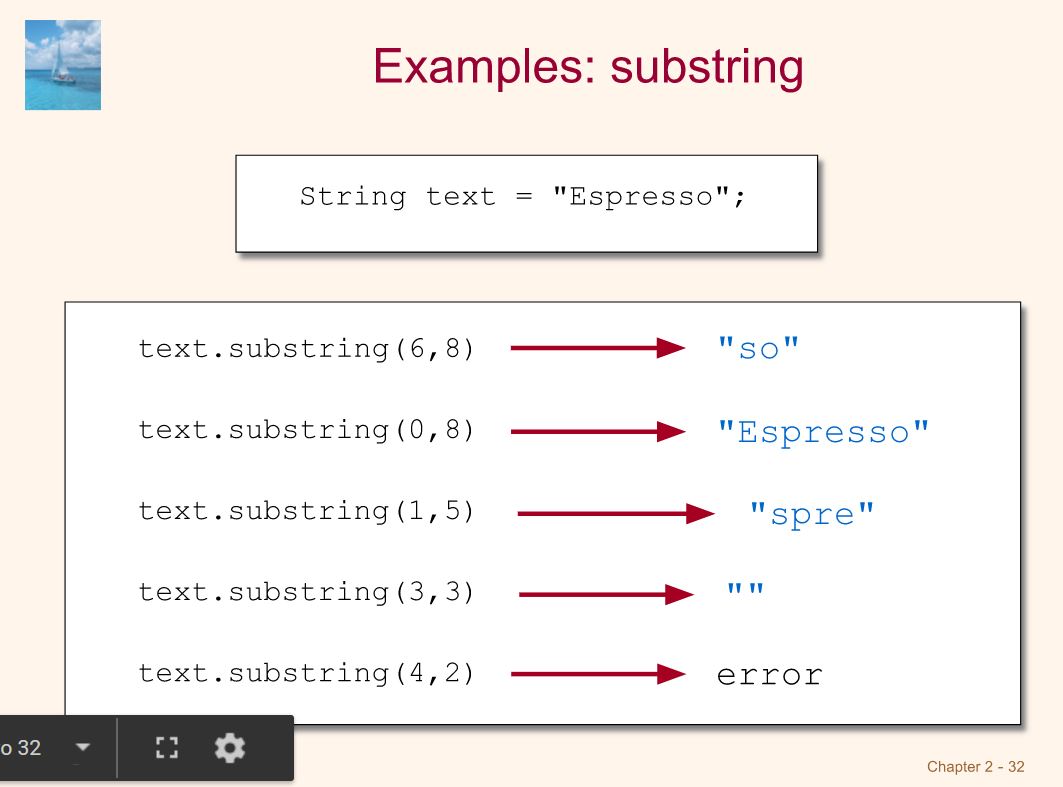 Examples: substring
String text = "Espresso";
text.substring(6,8) "so"
text.substring(0,8) "Espresso"
text.substring(1,5) "spre"
text.substring(3,3) ""
text.substring(4,2) error
o 32
Chapter 2 - 32